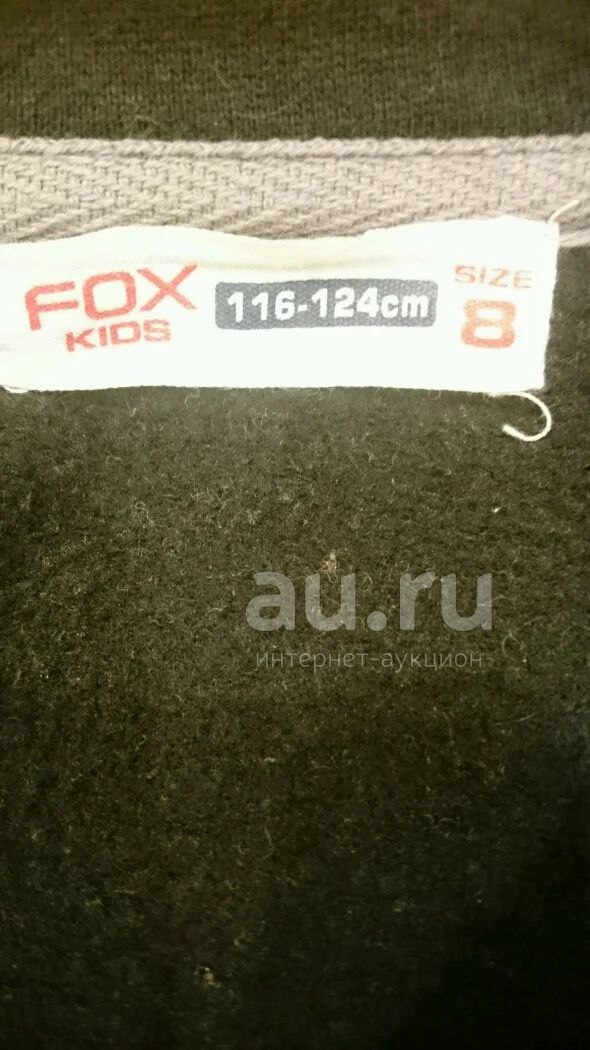 FOX
KIDS
116-124cm
SIZE
8
au.ru
интернет-аукцион